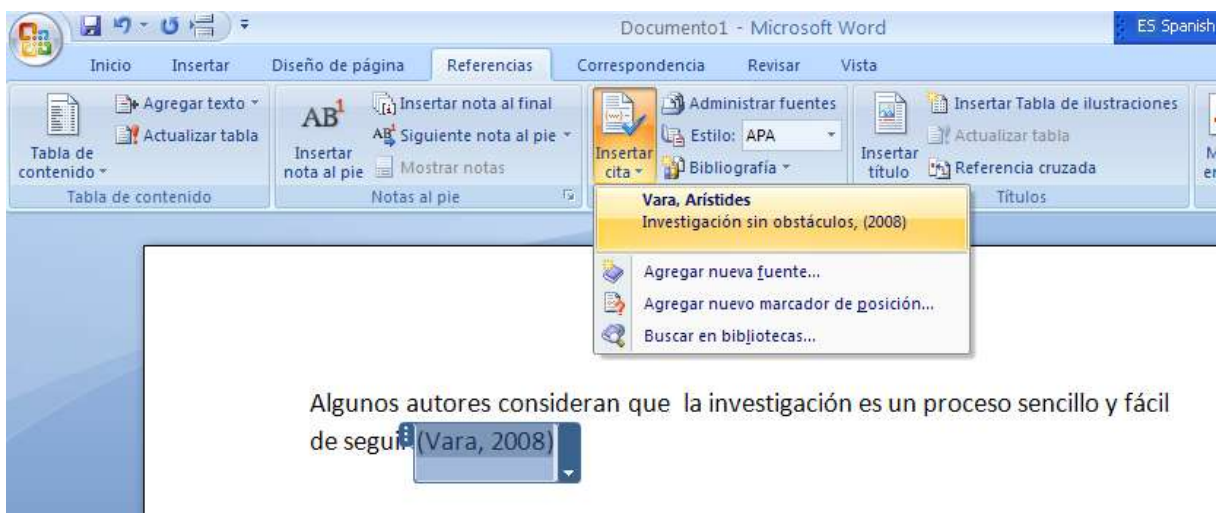 Documento1 - Microsoft Word
ES Spanish
Inicio Insertar Diseño de página Referencias Correspondencia Revisar Vista
Tabla de contenido
Agregar texto
Actualizar tabla
Tabla de contenido
AB1
Insertar nota al pie
Insertar nota al final
AB1 Siguiente nota al pie
Mostrar notas
Notas al pie
Insertar cita
Administrar fuentes
Estilo: APA
Bibliografía
Insertar título
Insertar Tabla de ilustraciones
Actualizar tabla
Referencia cruzada
Títulos
Vara, Arístides
Investigación sin obstáculos, (2008)
Agregar nueva fuente...
Agregar nuevo marcador de posición...
Buscar en bibliotecas...
Algunos autores consideran que la investigación es un proceso sencillo y fácil
de seguir (Vara, 2008)